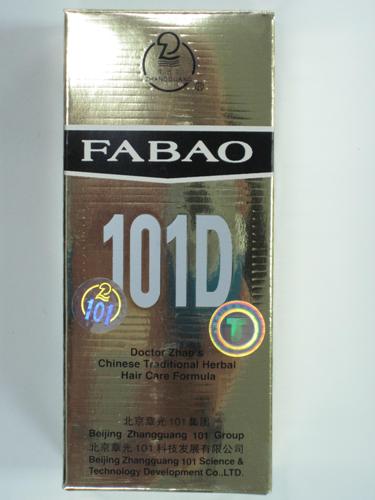 ZHANGGUANG
®
FABAO
101D
101
T
Doctor Zhao's
Chinese Traditional Herbal
Hair Care Formula
北京章光101集团
Beijing Zhangguang 101 Group
北京章光101科技发展有限公司
Beijing Zhangguang 101 Science &
Technology Development Co.,LTD.